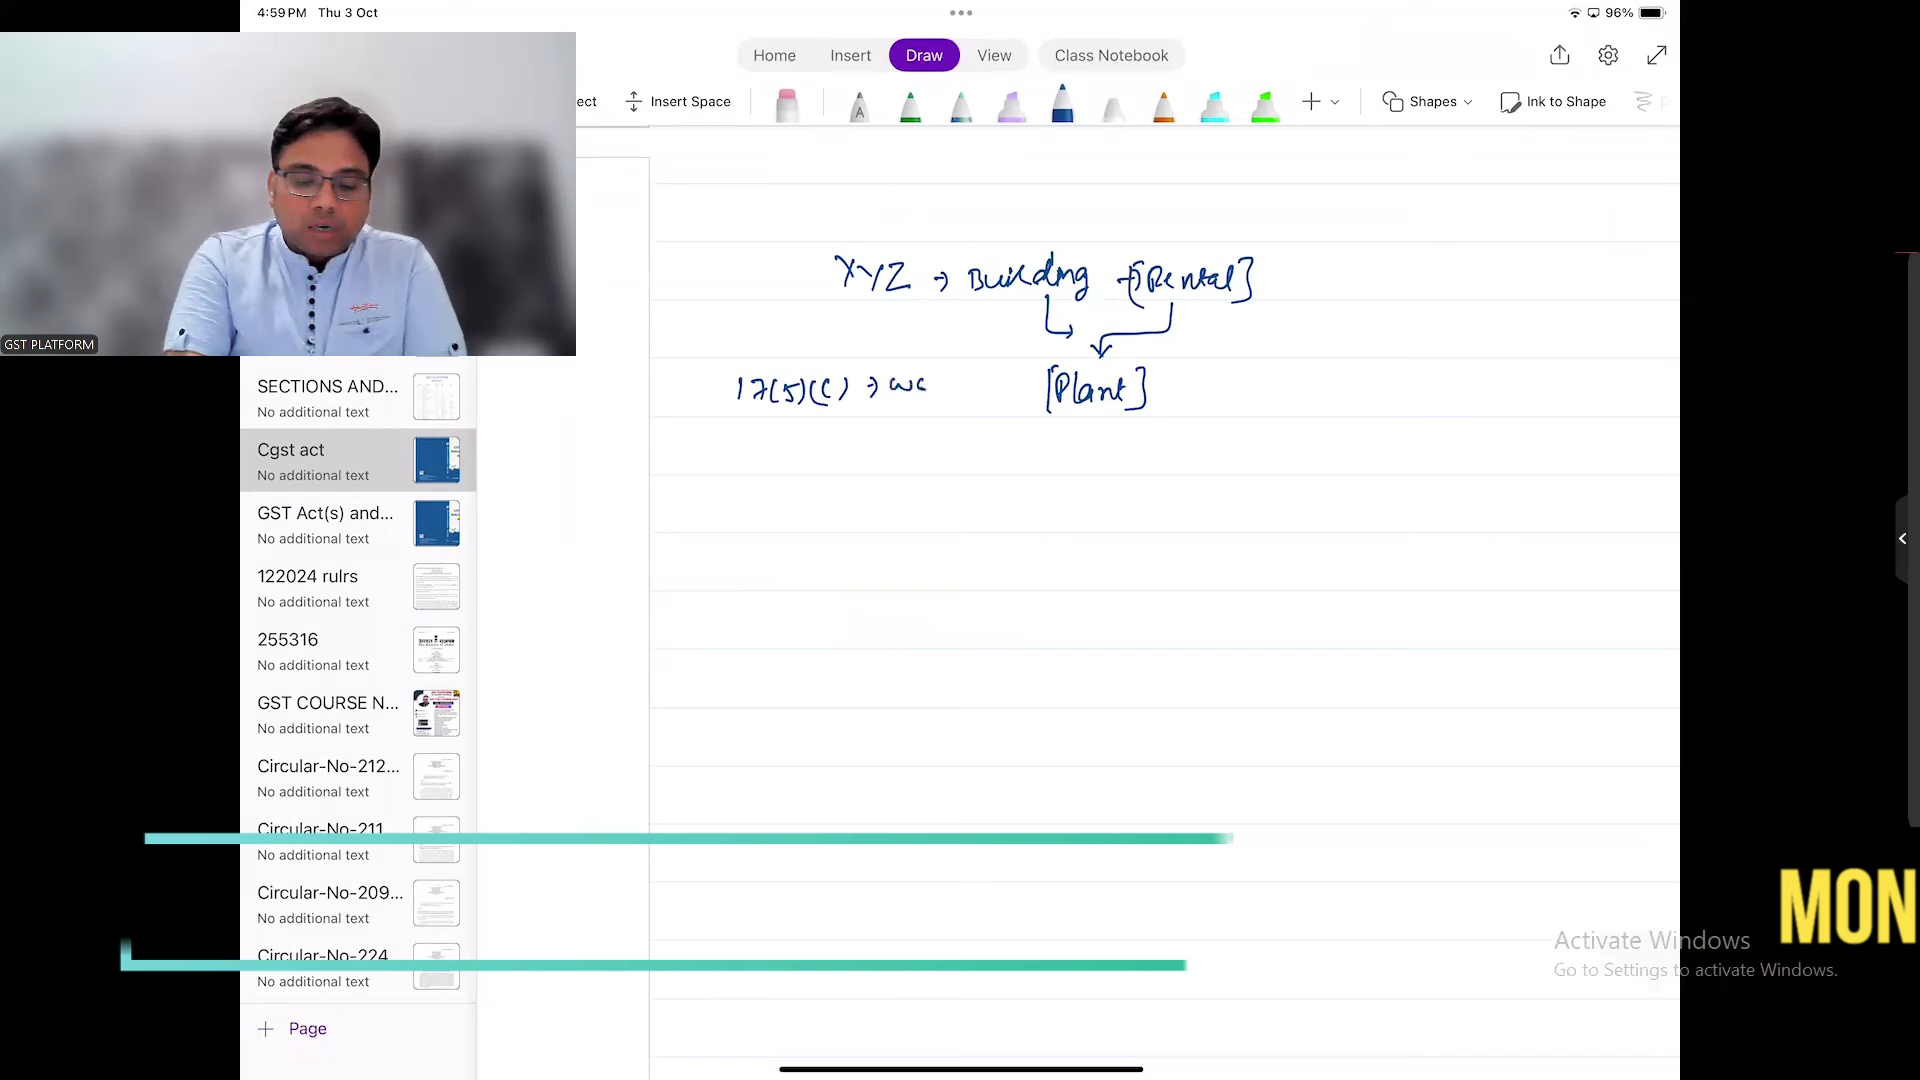 4:59 PM Thu 3 Oct
96%
Home Insert Draw View Class Notebook
ect Insert Space A Shapes Ink to Shape
GST PLATFORM
XYZ → Building → [Rental]
17(5)(c) → wc [Plant]
SECTIONS AND...
No additional text
Cgst act
No additional text
GST Act(s) and...
No additional text
122024 rulrs
No additional text
255316
No additional text
GST COURSE N...
No additional text
Circular-No-212...
No additional text
Circular-No-211
No additional text
Circular-No-209...
No additional text
Circular-No-224
No additional text
+ Page
MON
Activate Windows
Go to Settings to activate Windows.